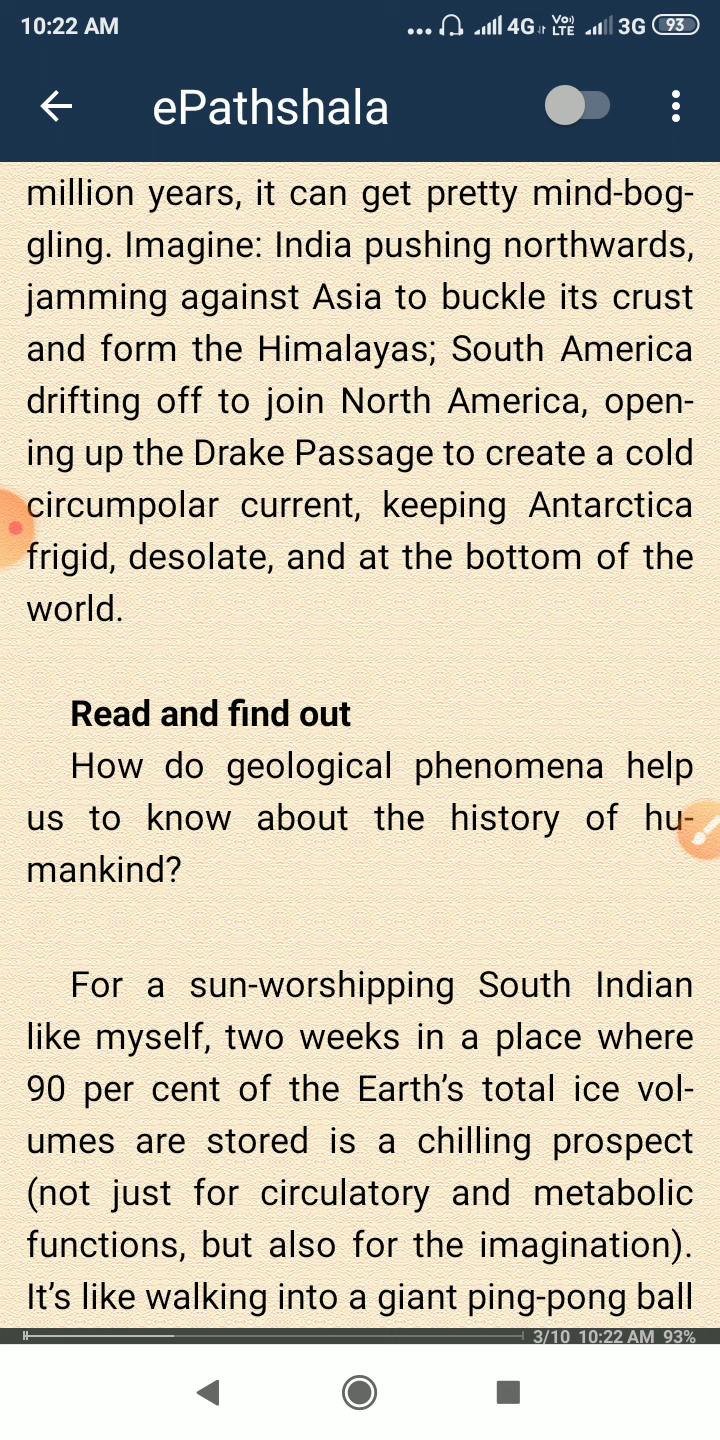 10:22 AM
... 4G Vo) LTE 3G 93
ePathshala
million years, it can get pretty mind-bog-
gling. Imagine: India pushing northwards,
jamming against Asia to buckle its crust
and form the Himalayas; South America
drifting off to join North America, open-
ing up the Drake Passage to create a cold
circumpolar current, keeping Antarctica
frigid, desolate, and at the bottom of the
world.
Read and find out
How do geological phenomena help
us to know about the history of hu-
mankind?
For a sun-worshipping South Indian
like myself, two weeks in a place where
90 per cent of the Earth's total ice vol-
umes are stored is a chilling prospect
(not just for circulatory and metabolic
functions, but also for the imagination).
It's like walking into a giant ping-pong ball
3/10 10:22 AM 93%